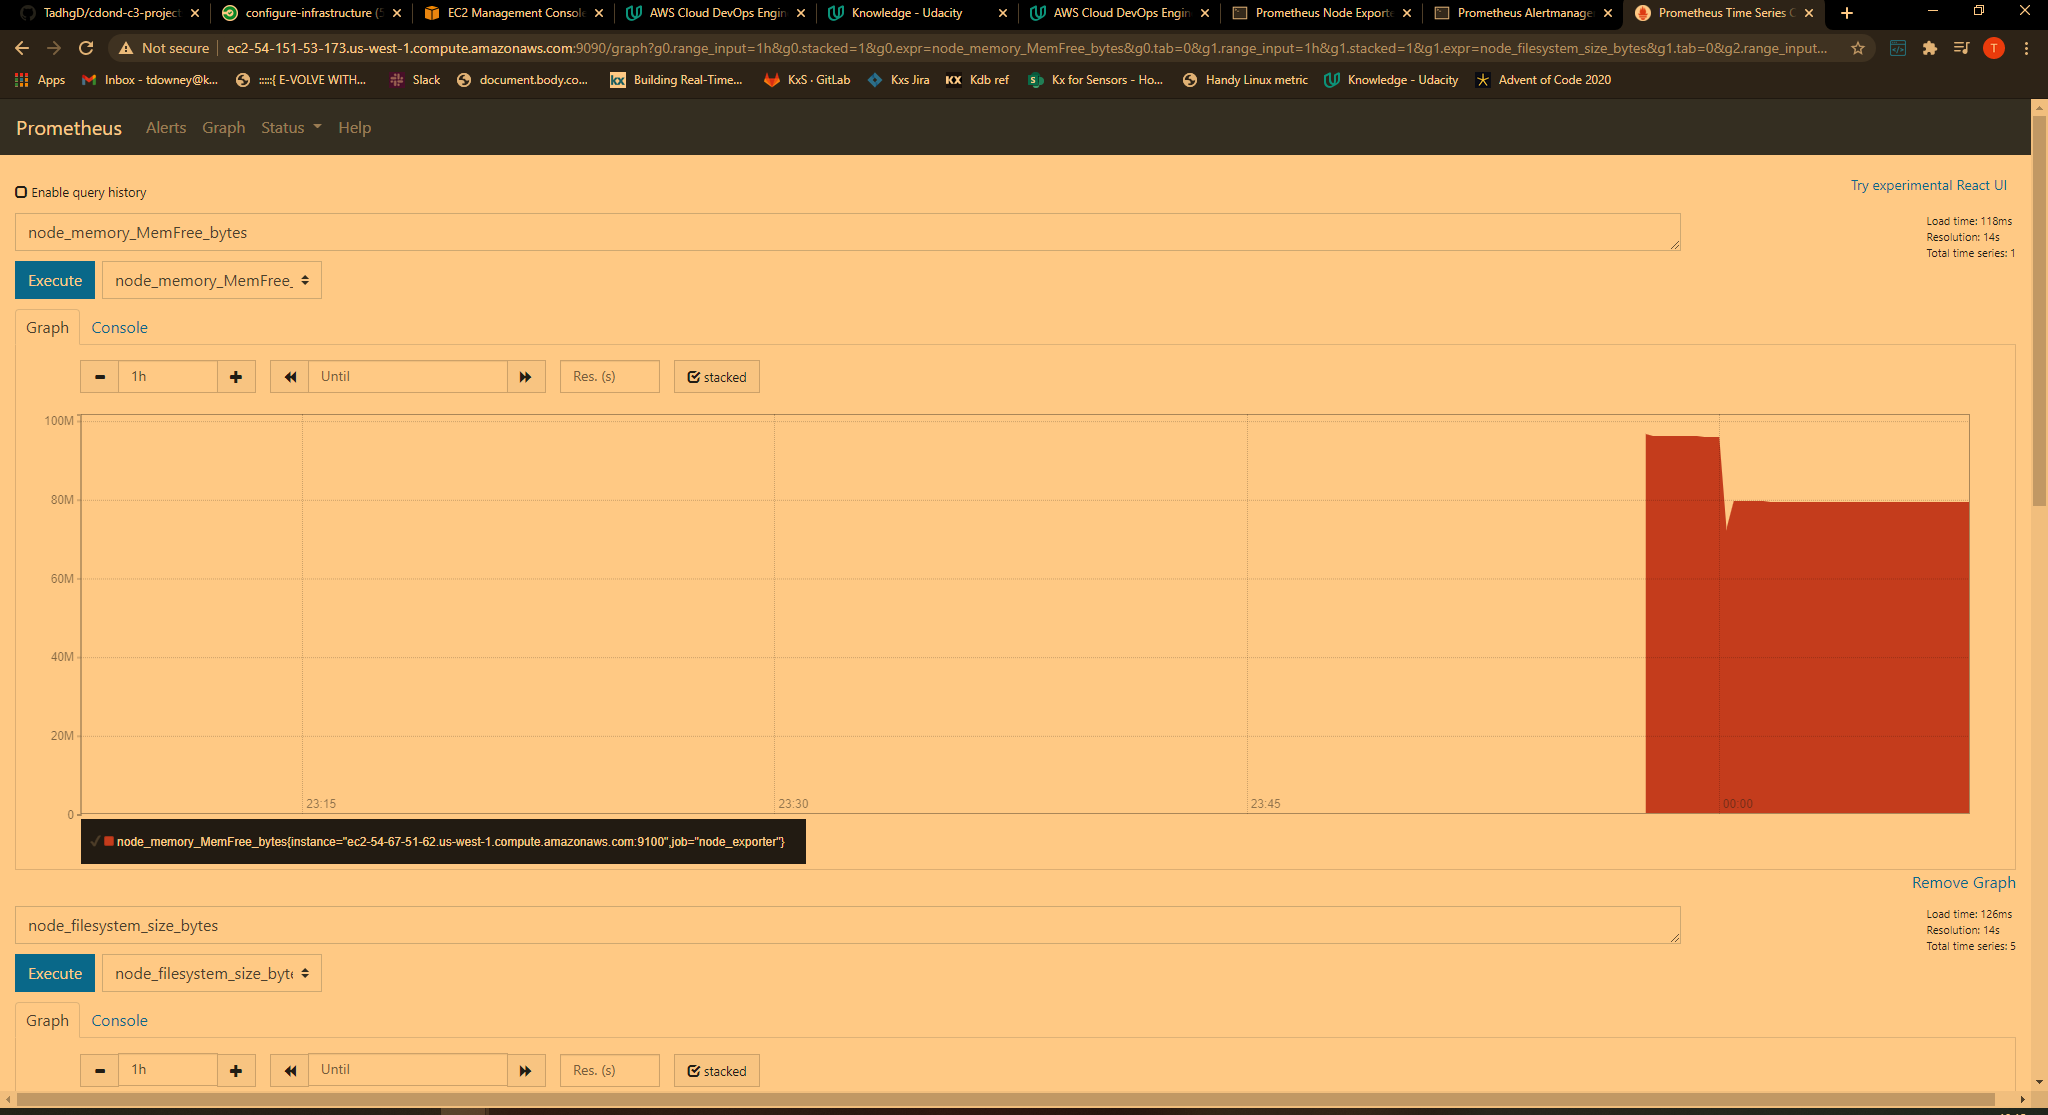 TadhgD/cdond-c3-project
configure-infrastructure (5
EC2 Management Console
AWS Cloud DevOps Engin
Knowledge - Udacity
AWS Cloud DevOps Engin
Prometheus Node Exporte
Prometheus Alertmanage
Prometheus Time Series C
Not secure
ec2-54-151-53-173.us-west-1.compute.amazonaws.com:9090/graph?g0.range_input=1h&g0.stacked=1&g0.expr=node_memory_MemFree_bytes&g0.tab=0&g1.range_input=1h&g1.stacked=1&g1.expr=node_filesystem_size_bytes&g1.tab=0&g2.range_input...
T
Apps
Inbox - tdowney@k...
:::::{ E-VOLVE WITH...
Slack
document.body.co...
kx Building Real-Time...
KxS · GitLab
Kxs Jira
KX Kdb ref
Kx for Sensors - Ho...
Handy Linux metric
Knowledge - Udacity
Advent of Code 2020
Prometheus Alerts Graph Status Help
Enable query history
Try experimental React UI
node_memory_MemFree_bytes
Load time: 118ms
Resolution: 14s
Total time series: 1
Execute
node_memory_MemFree_
Graph Console
1h Until Res. (s) stacked
100M
80M
60M
40M
20M
0
23:15 23:30 23:45 00:00
node_memory_MemFree_bytes{instance="ec2-54-67-51-62.us-west-1.compute.amazonaws.com:9100",job="node_exporter"}
Remove Graph
node_filesystem_size_bytes
Load time: 126ms
Resolution: 14s
Total time series: 5
Execute
node_filesystem_size_byte
Graph Console
1h Until Res. (s) stacked